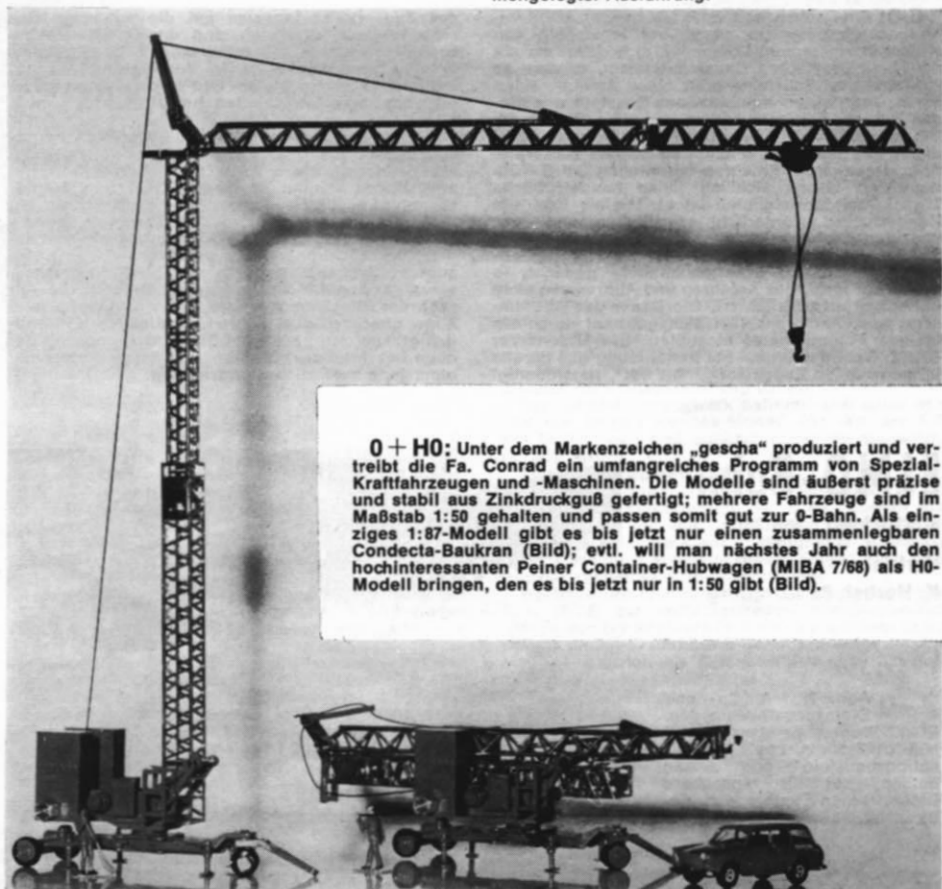 mengelegter Ausführung.
0 + H0: Unter dem Markenzeichen „gescha“ produziert und ver-
treibt die Fa. Conrad ein umfangreiches Programm von Spezial-
Kraftfahrzeugen und -Maschinen. Die Modelle sind äußerst präzise
und stabil aus Zinkdruckguß gefertigt; mehrere Fahrzeuge sind im
Maßstab 1:50 gehalten und passen somit gut zur 0-Bahn. Als ein-
ziges 1:87-Modell gibt es bis jetzt nur einen zusammenlegbaren
Condecta-Baukran (Bild); evtl. will man nächstes Jahr auch den
hochinteressanten Peiner Container-Hubwagen (MIBA 7/68) als H0-
Modell bringen, den es bis jetzt nur in 1:50 gibt (Bild).